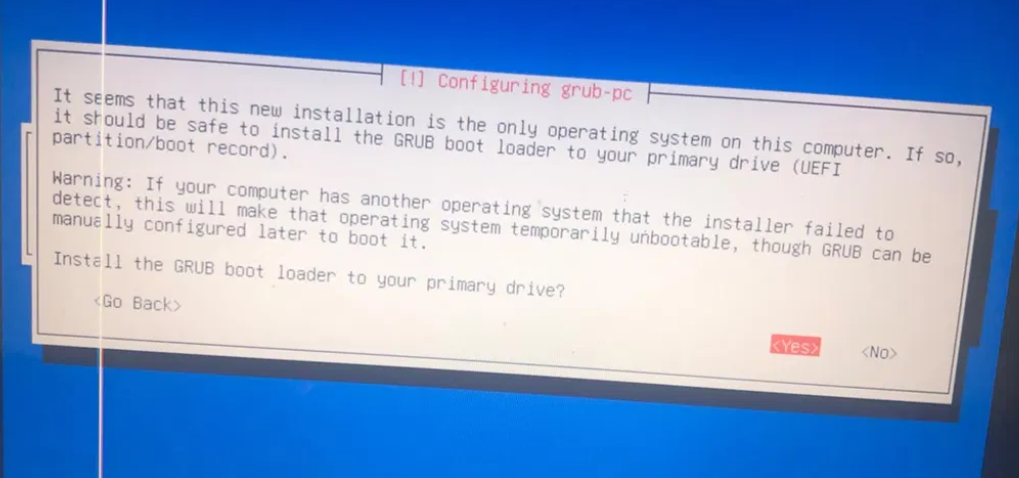 [!] Configuring grub-pc
It seems that this new installation is the only operating system on this computer. If so,
it should be safe to install the GRUB boot loader to your primary drive (UEFI
partition/boot record).
Warning: If your computer has another operating system that the installer failed to
detect, this will make that operating system temporarily unbootable, though GRUB can be
manually configured later to boot it.
Install the GRUB boot loader to your primary drive?
<Go Back>
<Yes> <No>